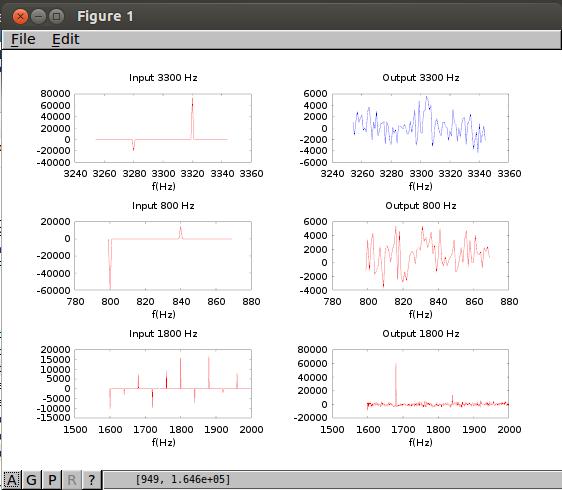 Figure 1
File Edit
Input 3300 Hz Output 3300 Hz
80000 6000
60000 4000
40000 2000
20000 0
0 -2000
-20000 -4000
-40000 -6000
3240 3260 3280 3300 3320 3340 3360 3240 3260 3280 3300 3320 3340 3360
f(Hz) f(Hz)
Input 800 Hz Output 800 Hz
20000 6000
0 4000
-20000 2000
-40000 0
-60000 -2000
-4000
780 800 820 840 860 880 780 800 820 840 860 880
f(Hz) f(Hz)
Input 1800 Hz Output 1800 Hz
20000 80000
15000 60000
10000 40000
5000 20000
0 0
-5000 -20000
-10000
-15000
1500 1600 1700 1800 1900 2000 1500 1600 1700 1800 1900 2000
f(Hz) f(Hz)
A G P R ? [949, 1.646e+05]